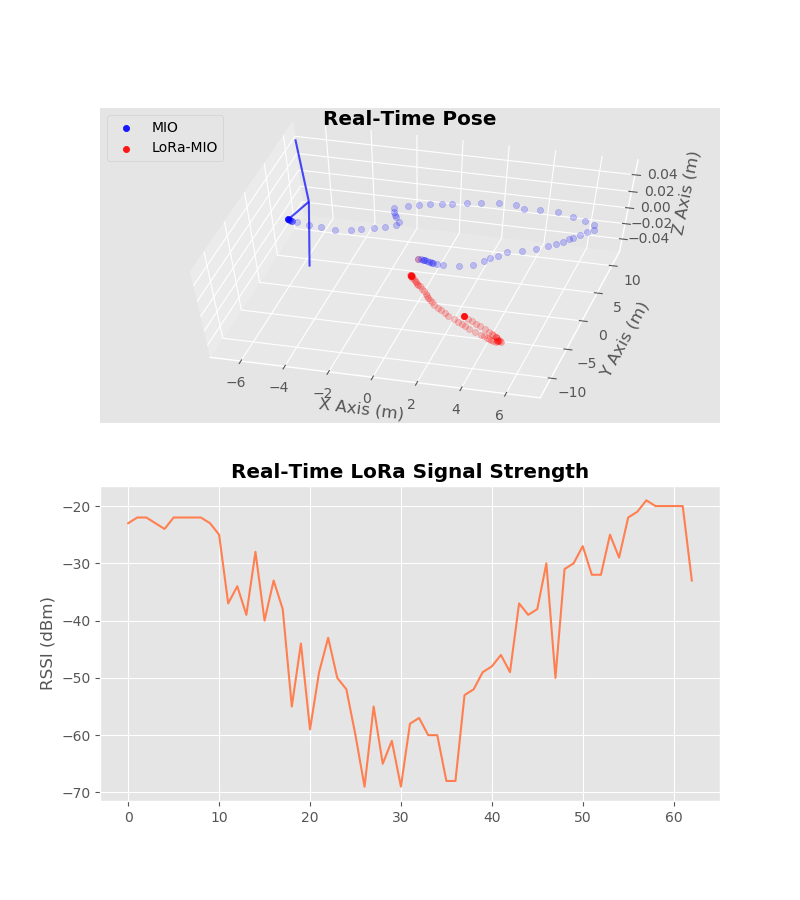 Real-Time Pose
MIO
LoRa-MIO
0.04
0.02
0.00
−0.02
−0.04
Z Axis (m)
10
5
0
−5
−10
Y Axis (m)
−6
−4
−2
0
2
4
6
X Axis (m)
Real-Time LoRa Signal Strength
−20
−30
−40
−50
−60
−70
RSSI (dBm)
0 10 20 30 40 50 60